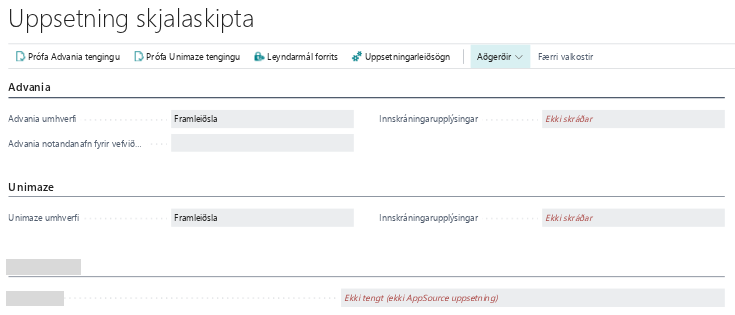 Uppsetning skjalaskipta
Prófa Advania tengingu Prófa Unimaze tengingu Leyndarmál forrits Uppsetningarleiðsögn Aðgerðir Færri valkostir
Advania
Advania umhverfi Framleiðsla Innskráningarupplýsingar Ekki skráðar
Advania notandanafn fyrir vefvið...
Unimaze
Unimaze umhverfi Framleiðsla Innskráningarupplýsingar Ekki skráðar
Ekki tengt (ekki AppSource uppsetning)